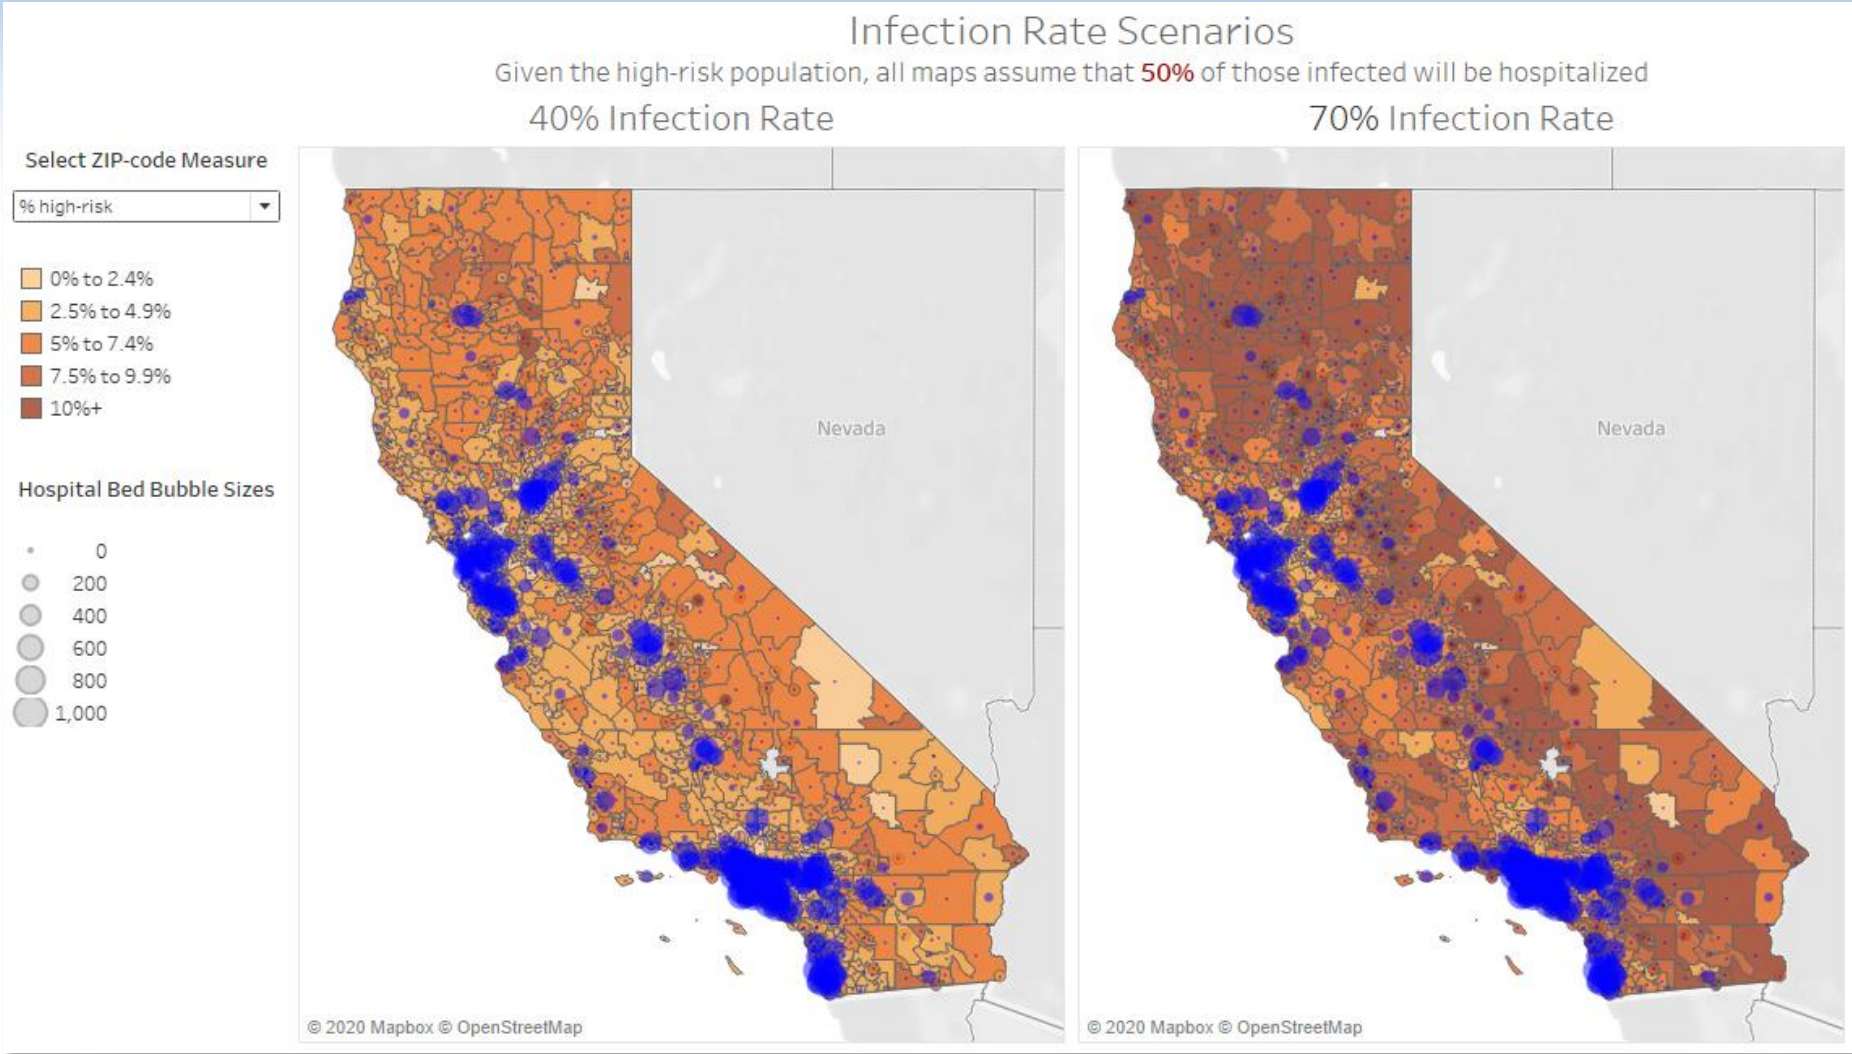 Infection Rate Scenarios
Given the high-risk population, all maps assume that 50% of those infected will be hospitalized
40% Infection Rate
70% Infection Rate
Select ZIP-code Measure
% high-risk
0% to 2.4%
2.5% to 4.9%
5% to 7.4%
7.5% to 9.9%
10%+
Hospital Bed Bubble Sizes
0
200
400
600
800
1,000
Nevada
© 2020 Mapbox © OpenStreetMap
Nevada
© 2020 Mapbox © OpenStreetMap